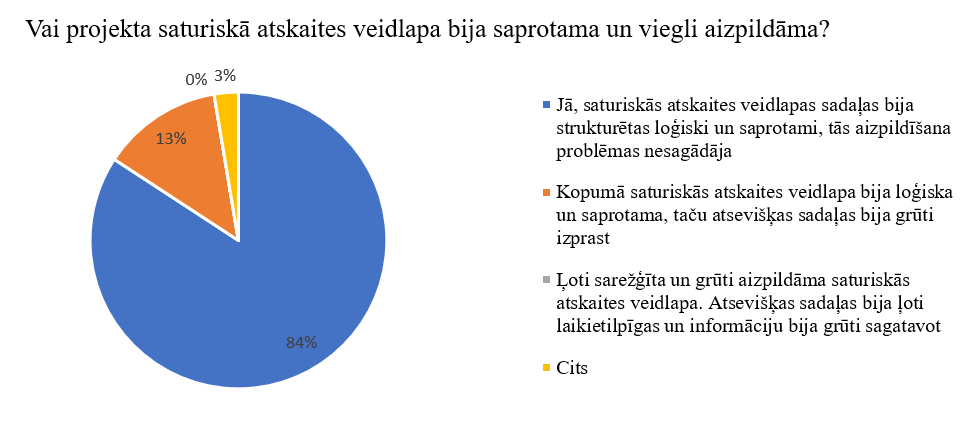 Vai projekta saturiskā atskaites veidlapa bija saprotama un viegli aizpildāma?
0%
3%
13%
84%
Jā, saturiskās atskaites veidlapas sadaļas bija
strukturētas loģiski un saprotami, tās aizpildīšana
problēmas nesagādāja
Kopumā saturiskās atskaites veidlapa bija loģiska
un saprotama, taču atsevišķas sadaļas bija grūti
izprast
Ļoti sarežģīta un grūti aizpildāma saturiskās
atskaites veidlapa. Atsevišķas sadaļas bija ļoti
laikietilpīgas un informāciju bija grūti sagatavot
Cits